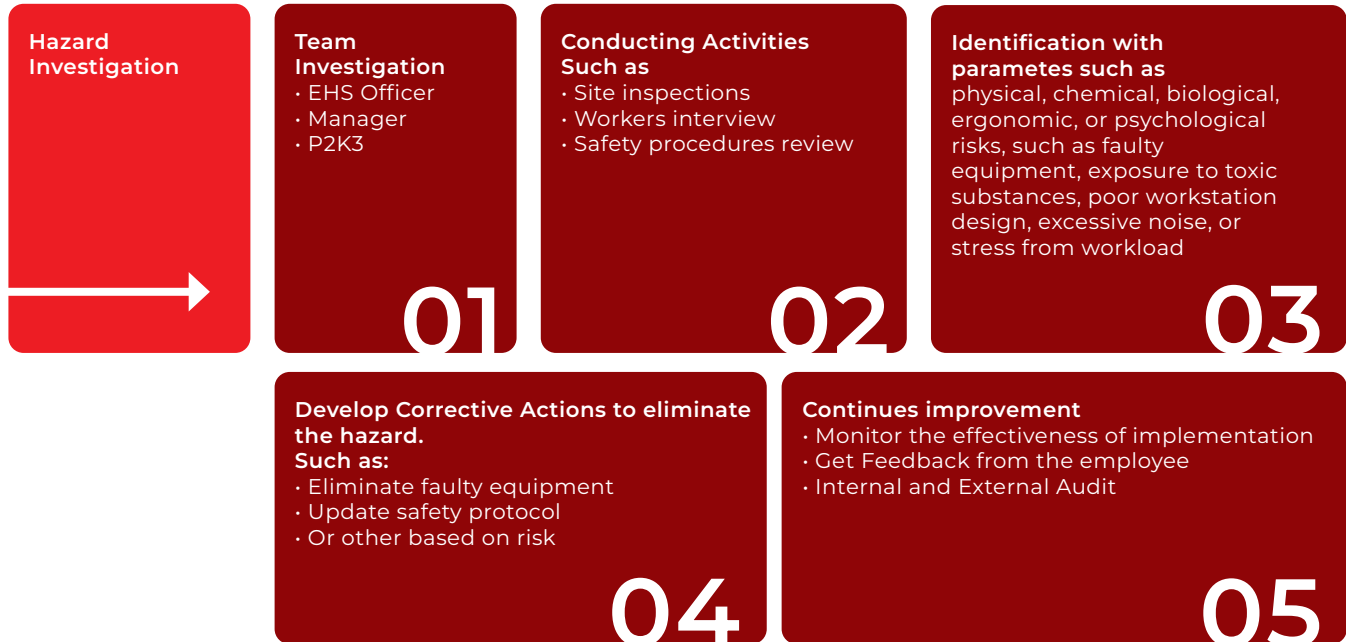 Hazard
Investigation
Team
Investigation
• EHS Officer
• Manager
• P2K3
01
Conducting Activities
Such as
• Site inspections
• Workers interview
• Safety procedures review
02
Identification with
parametes such as
physical, chemical, biological,
ergonomic, or psychological
risks, such as faulty
equipment, exposure to toxic
substances, poor workstation
design, excessive noise, or
stress from workload
03
Develop Corrective Actions to eliminate
the hazard.
Such as:
• Eliminate faulty equipment
• Update safety protocol
• Or other based on risk
04
Continues improvement
• Monitor the effectiveness of implementation
• Get Feedback from the employee
• Internal and External Audit
05